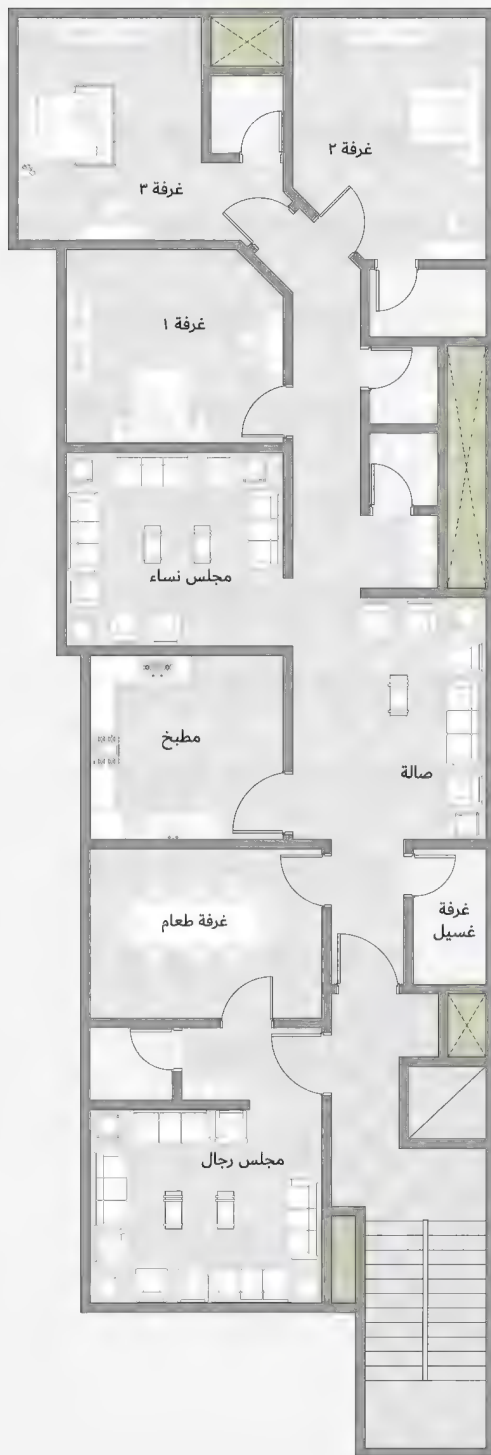 غرفة ٢
غرفة ٣
غرفة ١
مجلس نساء
مطبخ
صالة
غرفة طعام
غرفة
غسيل
مجلس رجال